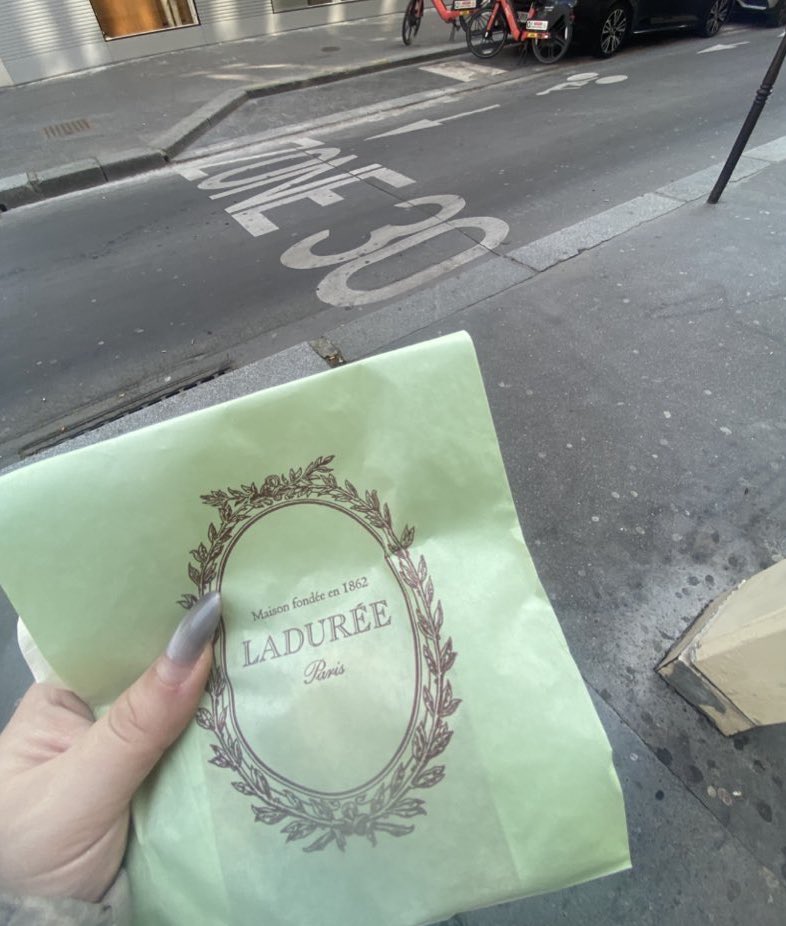 ZONE 30
Maison fondée en 1862
LADURÉE
Paris